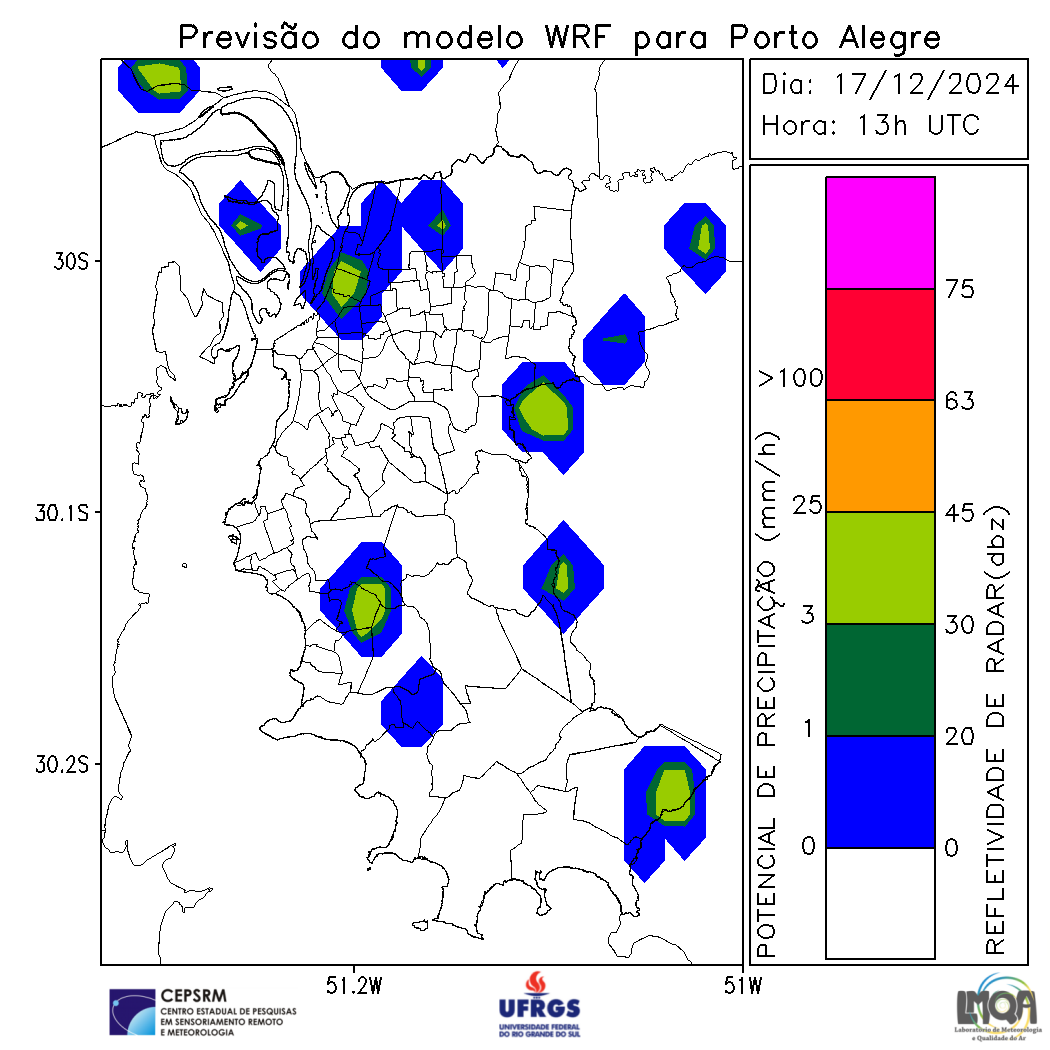 Previsão do modelo WRF para Porto Alegre
Dia: 17/12/2024
Hora: 13h UTC
30S
30.1S
30.2S
51.2W
51W
POTENCIAL DE PRECIPITAÇÃO (mm/h)
>100
25
3
1
0
75
63
45
30
20
0
REFLETIVIDADE DE RADAR(dbz)
CEPSRM
CENTRO ESTADUAL DE PESQUISAS
EM SENSORIAMENTO REMOTO
E METEOROLOGIA
UFRGS
UNIVERSIDADE FEDERAL
DO RIO GRANDE DO SUL
LMQA
Laboratório de Meteorologia
e Qualidade do Ar